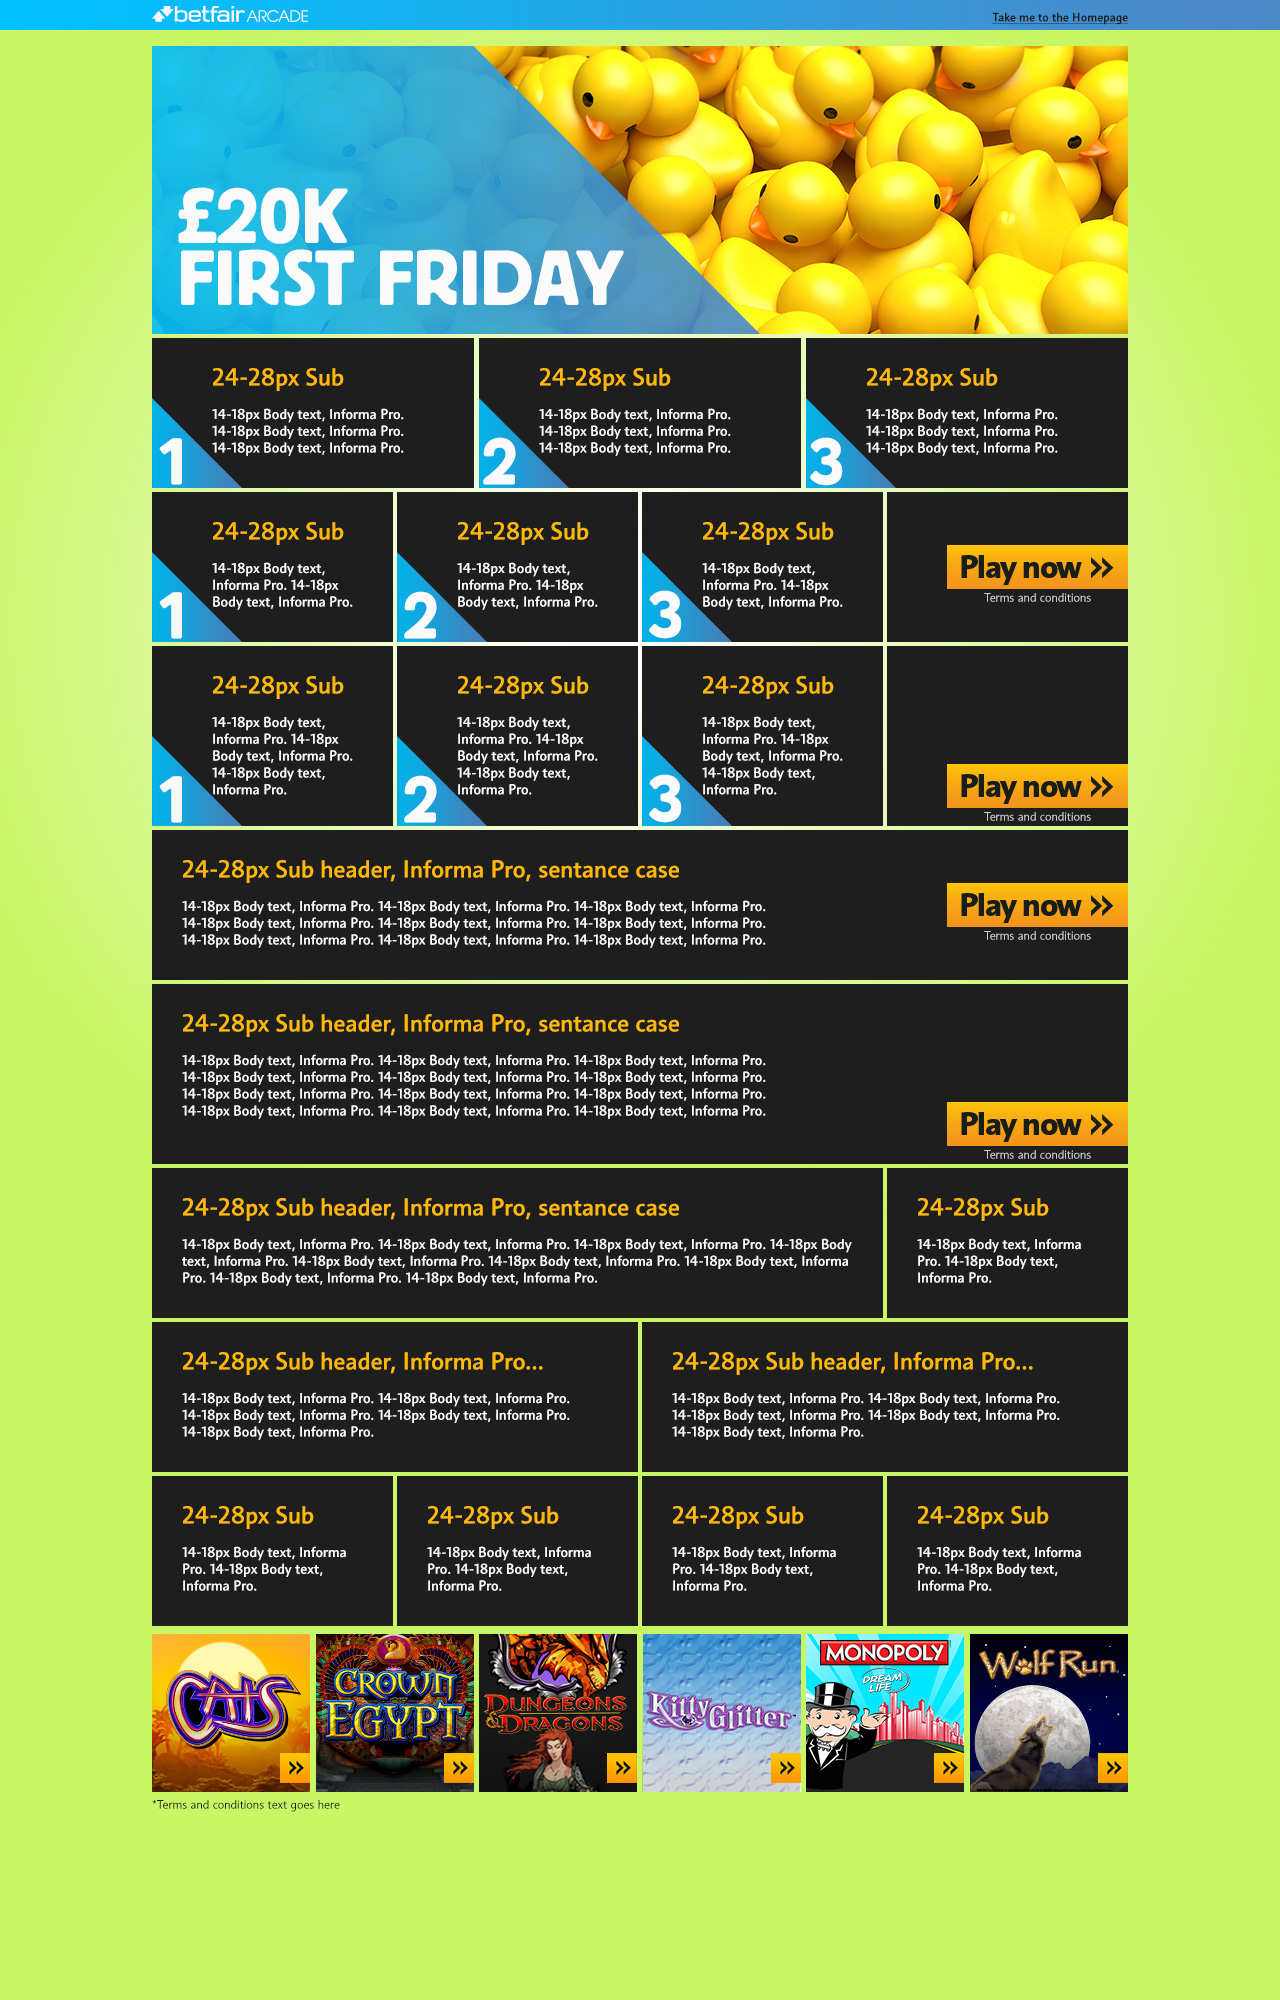 betfair ARCADE
Take me to the Homepage
£20K
FIRST FRIDAY
24-28px Sub
14-18px Body text, Informa Pro.
14-18px Body text, Informa Pro.
14-18px Body text, Informa Pro.
1
24-28px Sub
14-18px Body text, Informa Pro.
14-18px Body text, Informa Pro.
14-18px Body text, Informa Pro.
2
24-28px Sub
14-18px Body text, Informa Pro.
14-18px Body text, Informa Pro.
14-18px Body text, Informa Pro.
3
24-28px Sub
14-18px Body text,
Informa Pro. 14-18px
Body text, Informa Pro.
1
24-28px Sub
14-18px Body text,
Informa Pro. 14-18px
Body text, Informa Pro.
2
24-28px Sub
14-18px Body text,
Informa Pro. 14-18px
Body text, Informa Pro.
3
Play now »
Terms and conditions
24-28px Sub
14-18px Body text,
Informa Pro. 14-18px
Body text, Informa Pro.
14-18px Body text,
Informa Pro.
1
24-28px Sub
14-18px Body text,
Informa Pro. 14-18px
Body text, Informa Pro.
14-18px Body text,
Informa Pro.
2
24-28px Sub
14-18px Body text,
Informa Pro. 14-18px
Body text, Informa Pro.
14-18px Body text,
Informa Pro.
3
Play now »
Terms and conditions
24-28px Sub header, Informa Pro, sentance case
14-18px Body text, Informa Pro. 14-18px Body text, Informa Pro. 14-18px Body text, Informa Pro.
14-18px Body text, Informa Pro. 14-18px Body text, Informa Pro. 14-18px Body text, Informa Pro.
14-18px Body text, Informa Pro. 14-18px Body text, Informa Pro. 14-18px Body text, Informa Pro.
Play now »
Terms and conditions
24-28px Sub header, Informa Pro, sentance case
14-18px Body text, Informa Pro. 14-18px Body text, Informa Pro. 14-18px Body text, Informa Pro.
14-18px Body text, Informa Pro. 14-18px Body text, Informa Pro. 14-18px Body text, Informa Pro.
14-18px Body text, Informa Pro. 14-18px Body text, Informa Pro. 14-18px Body text, Informa Pro.
14-18px Body text, Informa Pro. 14-18px Body text, Informa Pro. 14-18px Body text, Informa Pro.
Play now »
Terms and conditions
24-28px Sub header, Informa Pro, sentance case
14-18px Body text, Informa Pro. 14-18px Body text, Informa Pro. 14-18px Body text, Informa Pro. 14-18px Body
text, Informa Pro. 14-18px Body text, Informa Pro. 14-18px Body text, Informa Pro. 14-18px Body text, Informa
Pro. 14-18px Body text, Informa Pro. 14-18px Body text, Informa Pro.
24-28px Sub
14-18px Body text, Informa
Pro. 14-18px Body text,
Informa Pro.
24-28px Sub header, Informa Pro...
14-18px Body text, Informa Pro. 14-18px Body text, Informa Pro.
14-18px Body text, Informa Pro. 14-18px Body text, Informa Pro.
14-18px Body text, Informa Pro.
24-28px Sub header, Informa Pro...
14-18px Body text, Informa Pro. 14-18px Body text, Informa Pro.
14-18px Body text, Informa Pro. 14-18px Body text, Informa Pro.
14-18px Body text, Informa Pro.
24-28px Sub
14-18px Body text, Informa
Pro. 14-18px Body text,
Informa Pro.
24-28px Sub
14-18px Body text, Informa
Pro. 14-18px Body text,
Informa Pro.
24-28px Sub
14-18px Body text, Informa
Pro. 14-18px Body text,
Informa Pro.
24-28px Sub
14-18px Body text, Informa
Pro. 14-18px Body text,
Informa Pro.
CATS
»
CROWN
OF
EGYPT
»
DUNGEONS
& DRAGONS
»
Kitty Glitter
»
MONOPOLY
DREAM
LIFE
»
Wolf Run
»
*Terms and conditions text goes here